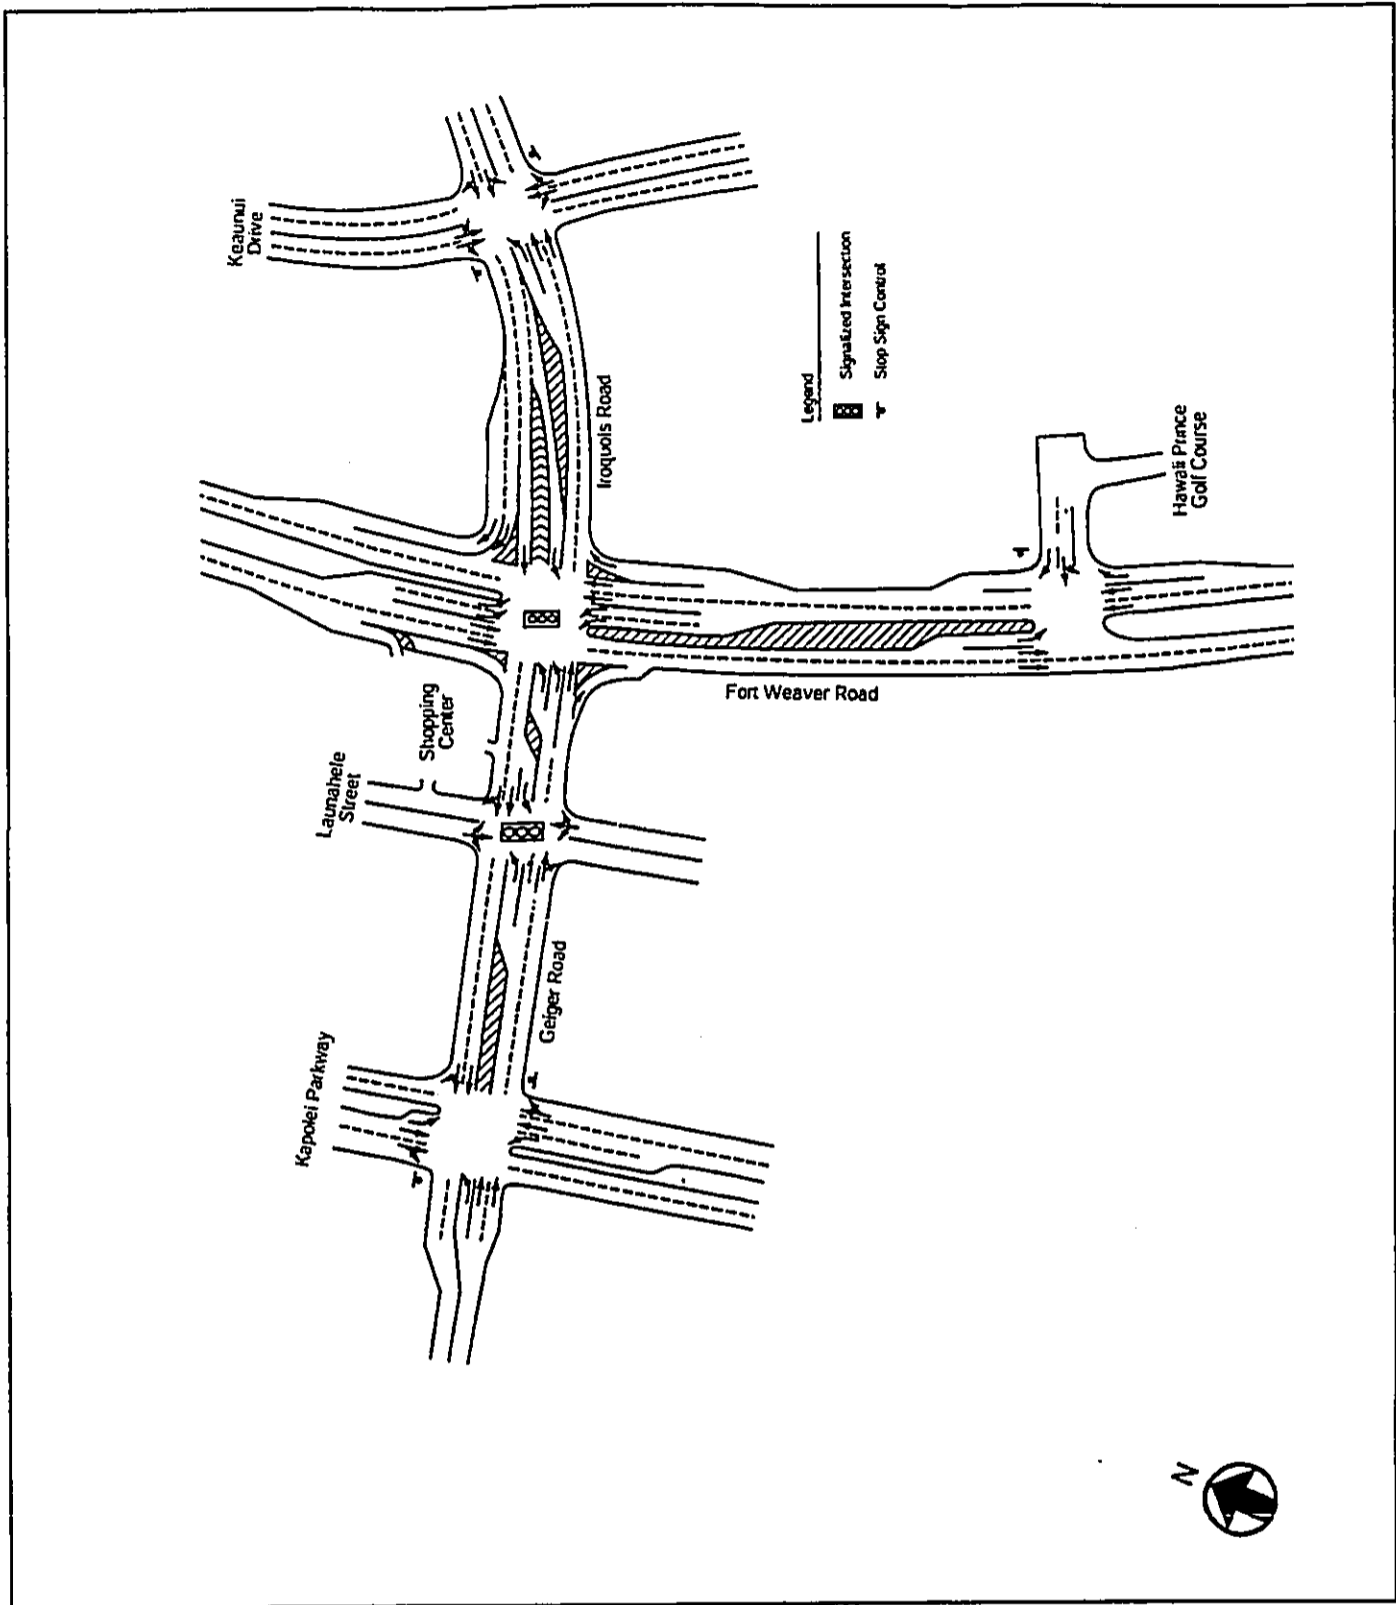 Keaunui
Drive
Iroquois Road
Legend
Signalized Intersection
Stop Sign Control
Hawaii Prince
Golf Course
Fort Weaver Road
Shopping
Center
Launahele
Street
Geiger Road
Kapolei Parkway
N